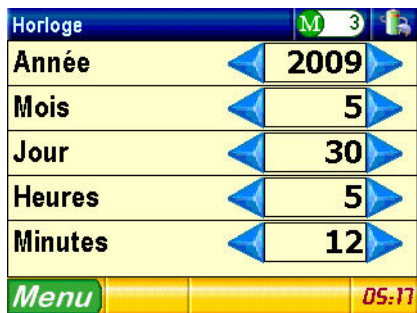 Horloge M 3
Année 2009
Mois 5
Jour 30
Heures 5
Minutes 12
Menu 05:17